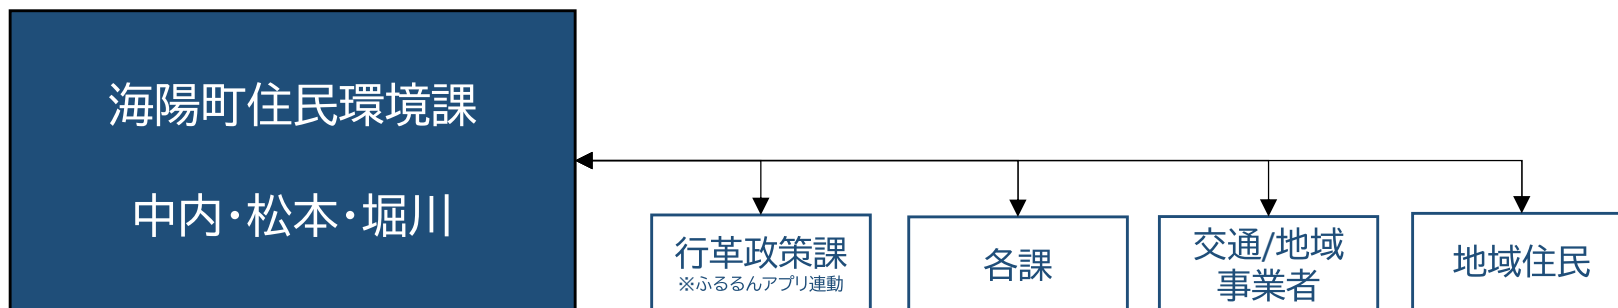 海陽町住民環境課
中内・松本・堀川
行革政策課
※ふるるんアプリ連動
各課
交通/地域
事業者
地域住民